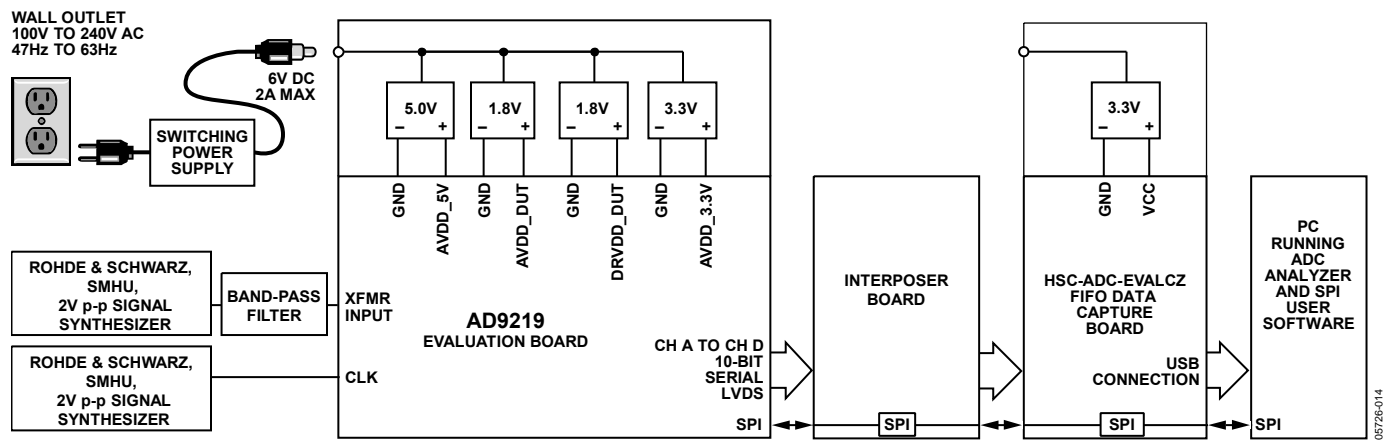 WALL OUTLET
100V TO 240V AC
47Hz TO 63Hz
6V DC
2A MAX
SWITCHING
POWER
SUPPLY
5.0V
– +
1.8V
– +
1.8V
– +
3.3V
– +
3.3V
– +
GND
AVDD_5V
GND
AVDD_DUT
GND
DRVDD_DUT
GND
AVDD_3.3V
GND
VCC
ROHDE & SCHWARZ,
SMHU,
2V p-p SIGNAL
SYNTHESIZER
BAND-PASS
FILTER
XFMR
INPUT
ROHDE & SCHWARZ,
SMHU,
2V p-p SIGNAL
SYNTHESIZER
CLK
AD9219
EVALUATION BOARD
CH A TO CH D
10-BIT
SERIAL
LVDS
SPI
INTERPOSER
BOARD
SPI
HSC-ADC-EVALCZ
FIFO DATA
CAPTURE
BOARD
USB
CONNECTION
SPI
PC
RUNNING
ADC
ANALYZER
AND SPI
USER
SOFTWARE
SPI
05726-014